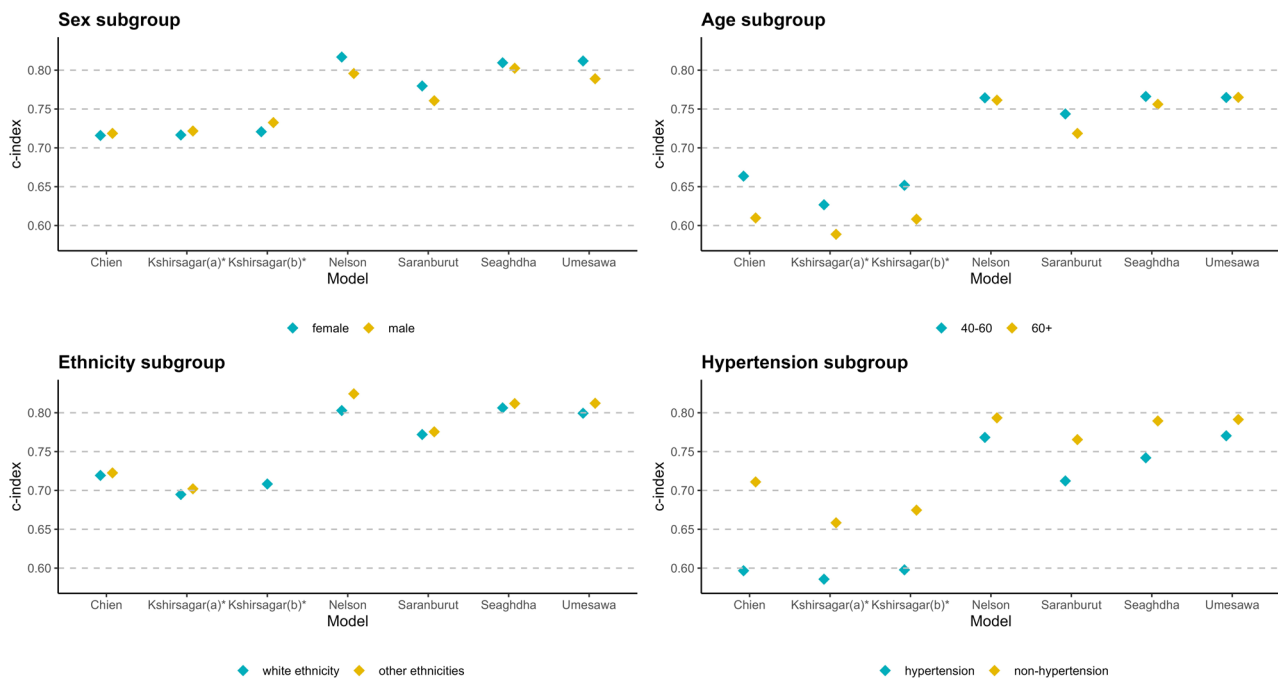 Sex subgroup
c-index
0.80
0.75
0.70
0.65
0.60
Chien Kshirsagar(a)* Kshirsagar(b)* Nelson Saranburut Seaghdha Umesawa
Model
female male
Age subgroup
c-index
0.80
0.75
0.70
0.65
0.60
Chien Kshirsagar(a)* Kshirsagar(b)* Nelson Saranburut Seaghdha Umesawa
Model
40-60 60+
Ethnicity subgroup
c-index
0.80
0.75
0.70
0.65
0.60
Chien Kshirsagar(a)* Kshirsagar(b)* Nelson Saranburut Seaghdha Umesawa
Model
white ethnicity other ethnicities
Hypertension subgroup
c-index
0.80
0.75
0.70
0.65
0.60
Chien Kshirsagar(a)* Kshirsagar(b)* Nelson Saranburut Seaghdha Umesawa
Model
hypertension non-hypertension